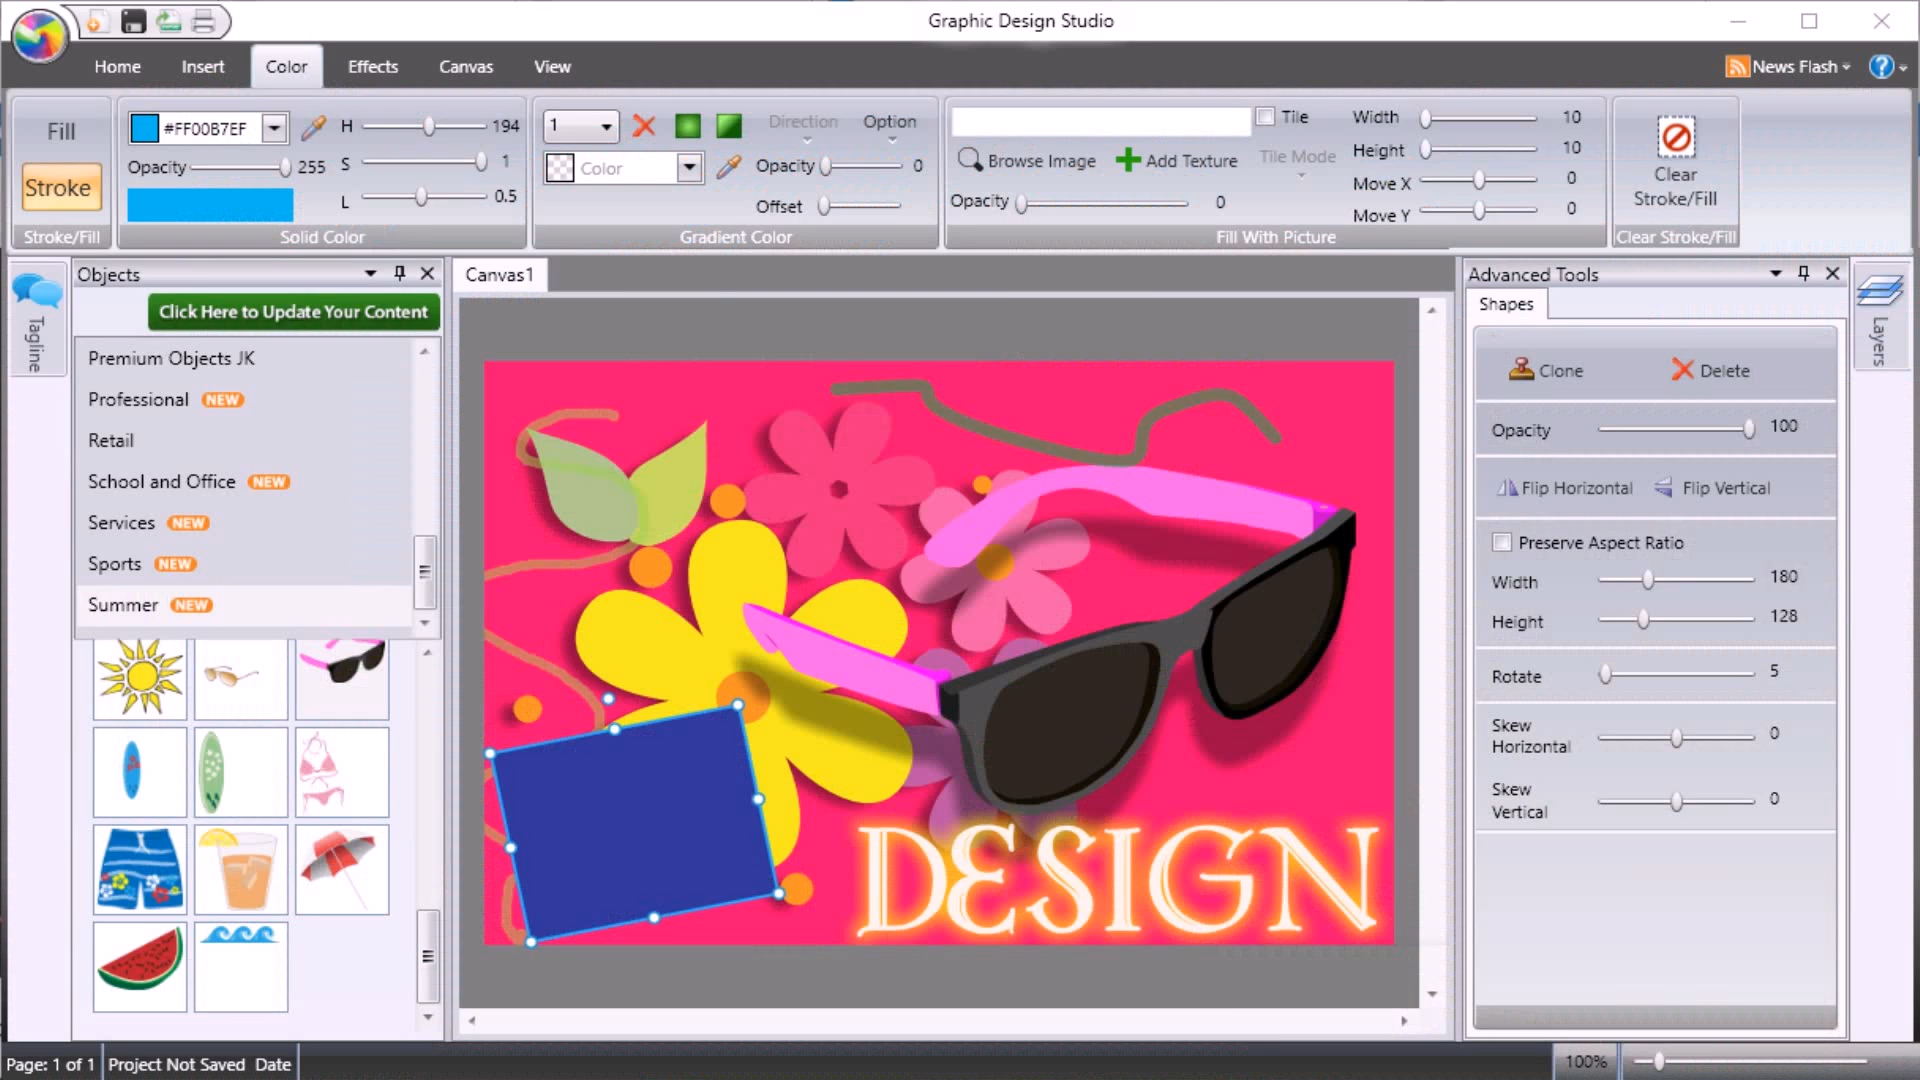 Graphic Design Studio
Home Insert Color Effects Canvas View News Flash ?
Fill #FF00B7EF H 194 1 Direction Option Tile Width 10
Opacity 255 S 1 Color Opacity 0 Browse Image Add Texture Tile Mode Height 10 Clear
Stroke L 0.5 Offset Opacity 0 Move X 0 Stroke/Fill
Move Y 0
Stroke/Fill Solid Color Gradient Color Fill With Picture Clear Stroke/Fill
Tagline
Objects
Click Here to Update Your Content
Premium Objects JK
Professional NEW
Retail
School and Office NEW
Services NEW
Sports NEW
Summer NEW
Canvas1
DESIGN
Advanced Tools
Shapes
Clone Delete
Opacity 100
Flip Horizontal Flip Vertical
Preserve Aspect Ratio
Width 180
Height 128
Rotate 5
Skew
Horizontal 0
Skew
Vertical 0
Layers
Page: 1 of 1 Project Not Saved Date 100%